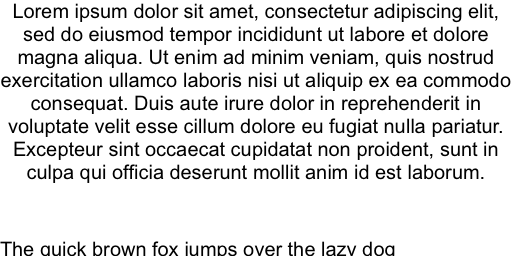 Lorem ipsum dolor sit amet, consectetur adipiscing elit,
sed do eiusmod tempor incididunt ut labore et dolore
magna aliqua. Ut enim ad minim veniam, quis nostrud
exercitation ullamco laboris nisi ut aliquip ex ea commodo
consequat. Duis aute irure dolor in reprehenderit in
voluptate velit esse cillum dolore eu fugiat nulla pariatur.
Excepteur sint occaecat cupidatat non proident, sunt in
culpa qui officia deserunt mollit anim id est laborum.
The quick brown fox jumps over the lazy dog